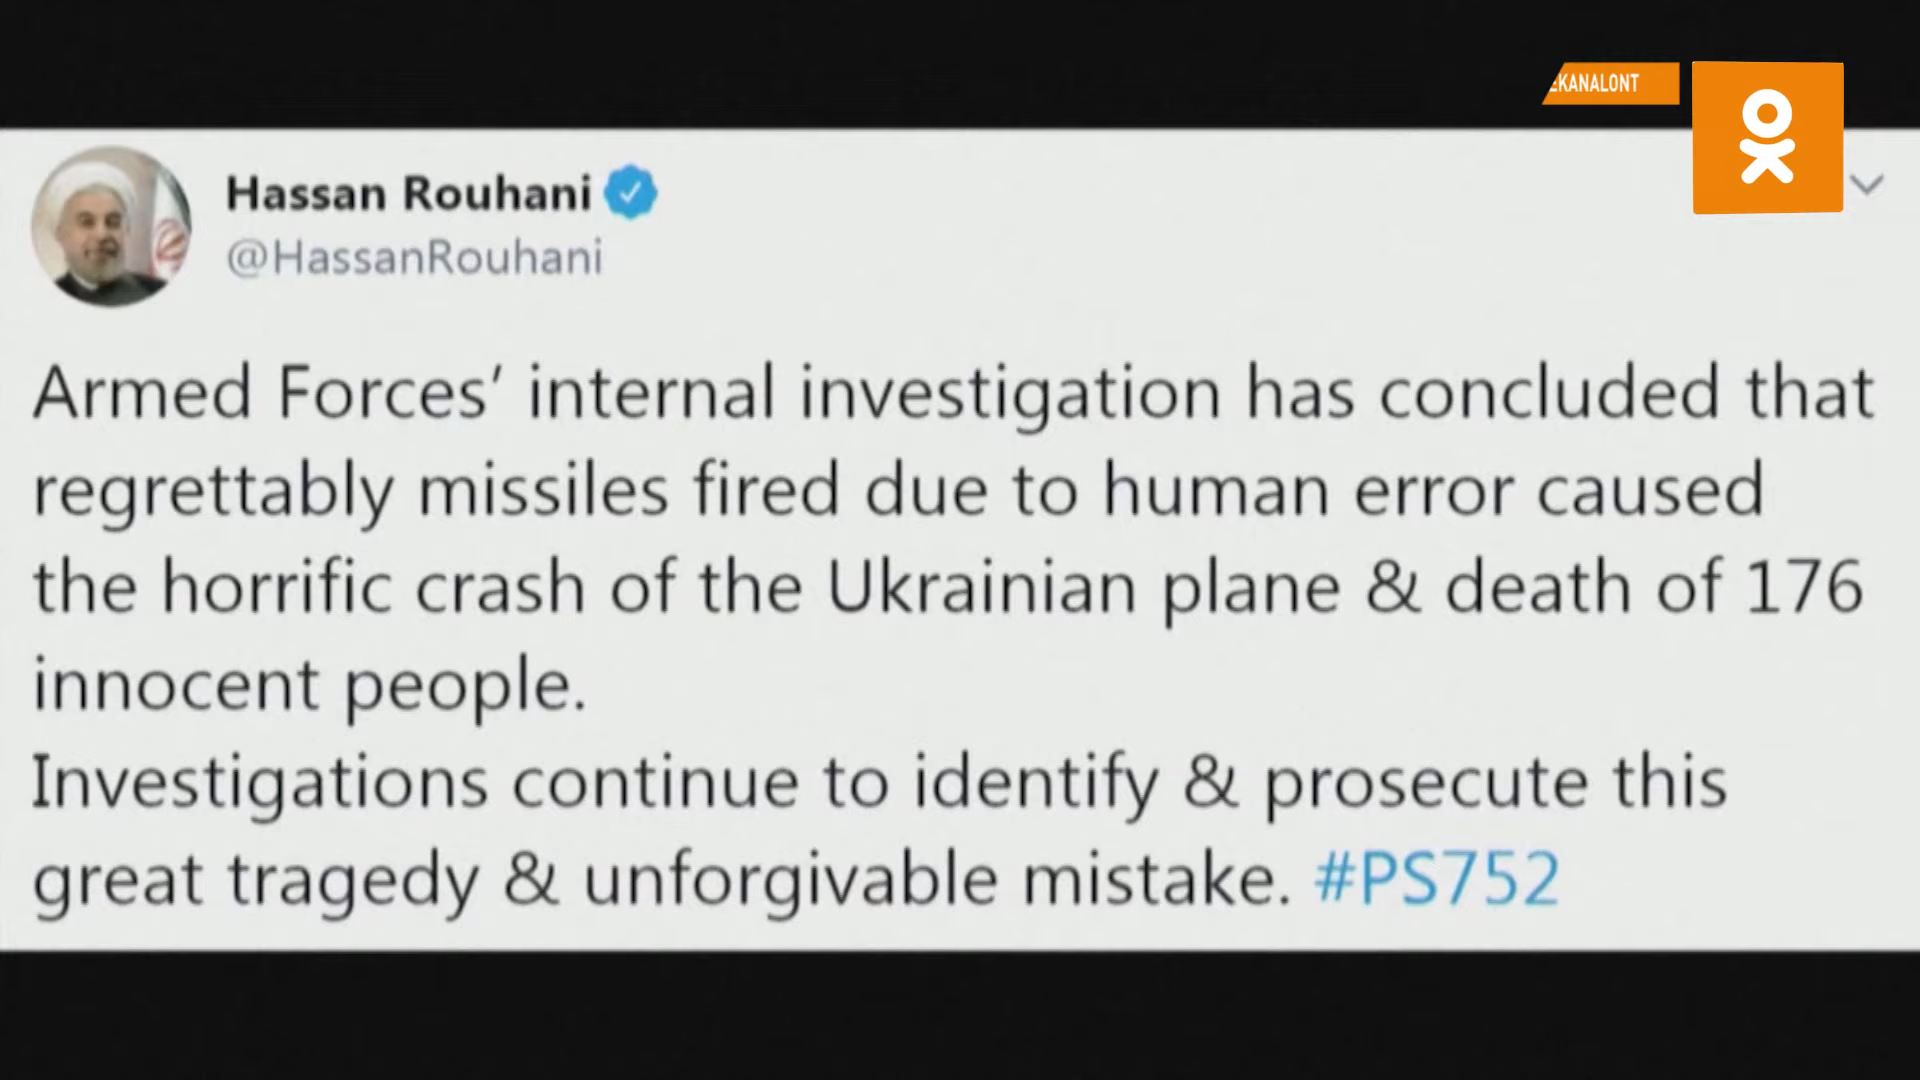 EKANALONT
Hassan Rouhani
@HassanRouhani
Armed Forces’ internal investigation has concluded that
regrettably missiles fired due to human error caused
the horrific crash of the Ukrainian plane & death of 176
innocent people.
Investigations continue to identify & prosecute this
great tragedy & unforgivable mistake. #PS752